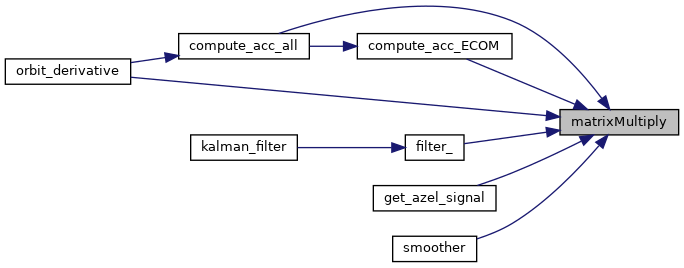 compute_acc_all
compute_acc_ECOM
orbit_derivative
matrixMultiply
kalman_filter
filter_
get_azel_signal
smoother